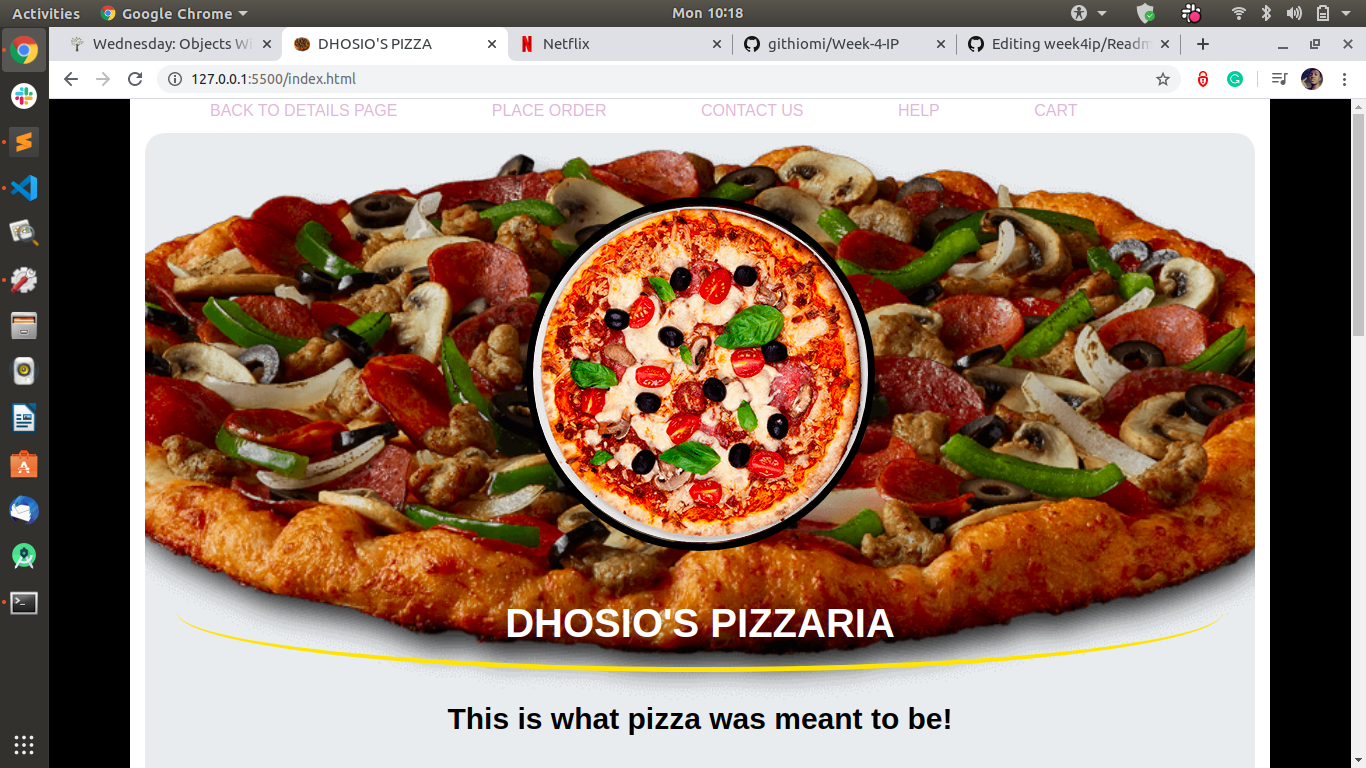 Activities Google Chrome Mon 10:18
Wednesday: Objects Wi DHOSIO'S PIZZA Netflix githiomi/Week-4-IP Editing week4ip/Readm
127.0.0.1:5500/index.html
BACK TO DETAILS PAGE PLACE ORDER CONTACT US HELP CART
DHOSIO'S PIZZARIA
This is what pizza was meant to be!